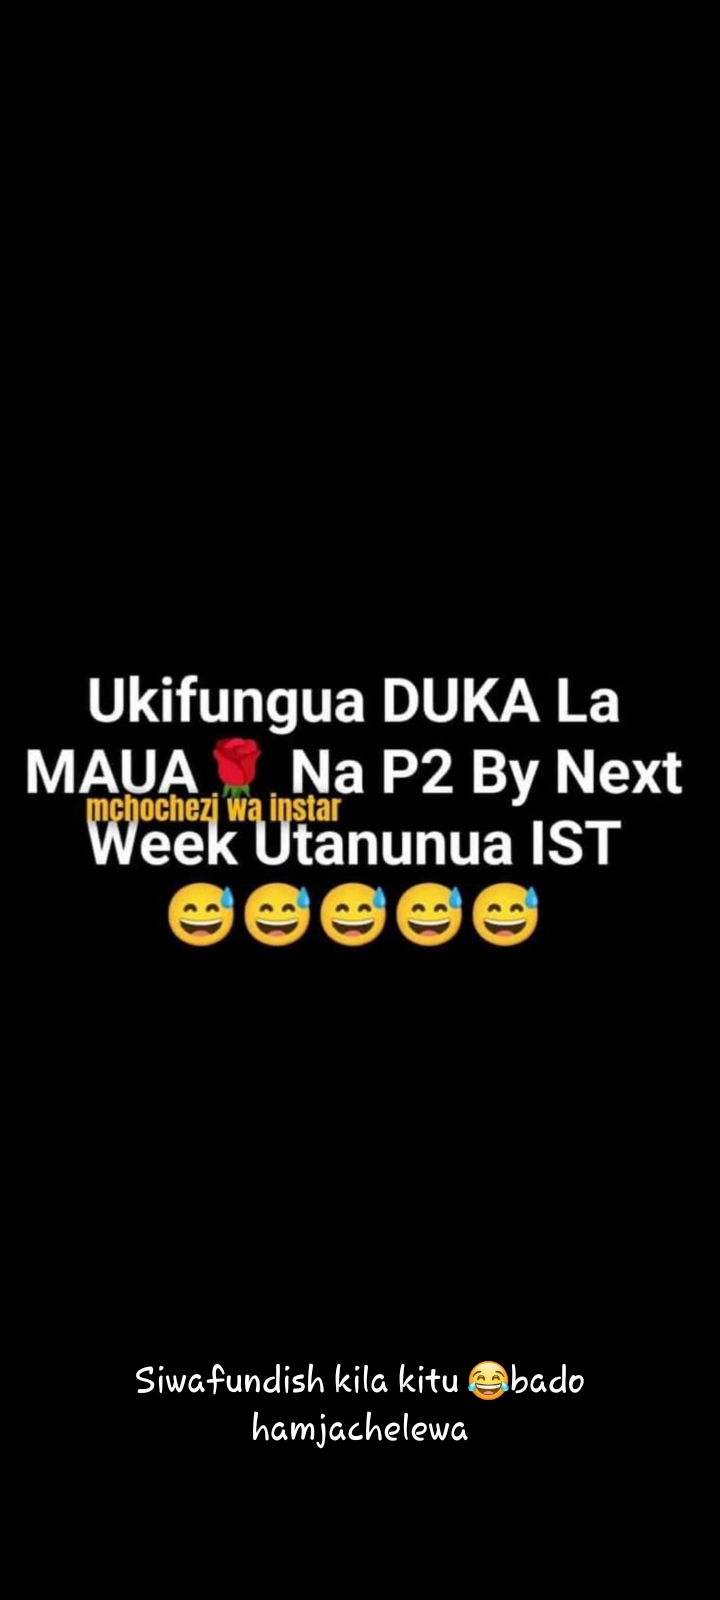 Ukifungua DUKA La
MAUA🌹 Na P2 By Next
mchochezi wa instar
Week Utanunua IST
😅😅😅😅😅
Siwafundish kila kitu 😂bado
hamjachelewa